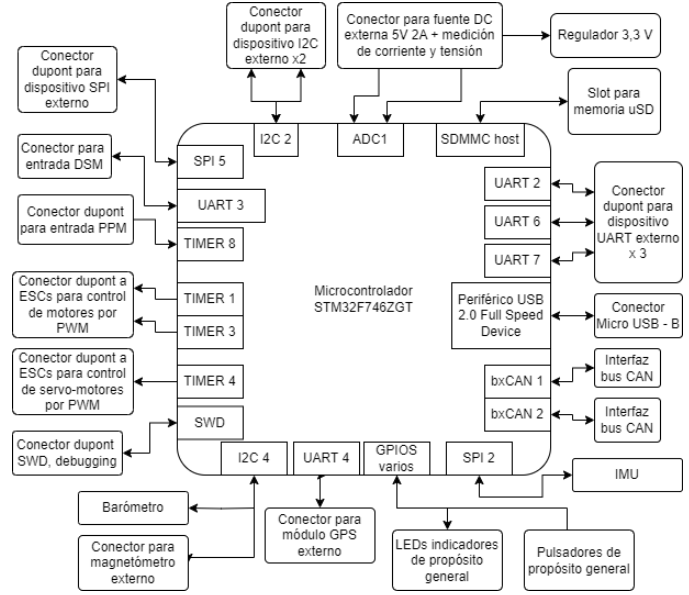 Conector
dupont para
dispositivo I2C
externo x2
Conector para fuente DC
externa 5V 2A + medición
de corriente y tensión
Regulador 3,3 V
Conector
dupont para
dispositivo SPI
externo
Slot para
memoria uSD
I2C 2
ADC1
SDMMC host
Conector para
entrada DSM
SPI 5
UART 2
Conector
dupont para
dispositivo
UART externo
x 3
UART 3
UART 6
Conector dupont
para entrada PPM
TIMER 8
UART 7
Conector dupont a
ESCs para control
de motores por
PWM
TIMER 1
TIMER 3
Microcontrolador
STM32F746ZGT
Periférico USB
2.0 Full Speed
Device
Conector
Micro USB - B
Conector dupont a
ESCs para control
de servo-motores
por PWM
TIMER 4
bxCAN 1
Interfaz
bus CAN
SWD
bxCAN 2
Interfaz
bus CAN
Conector dupont
SWD, debugging
I2C 4
UART 4
GPIOS
varios
SPI 2
IMU
Barómetro
Conector para
módulo GPS
externo
Conector para
magnetómetro
externo
LEDs indicadores
de propósito
general
Pulsadores de
propósito general